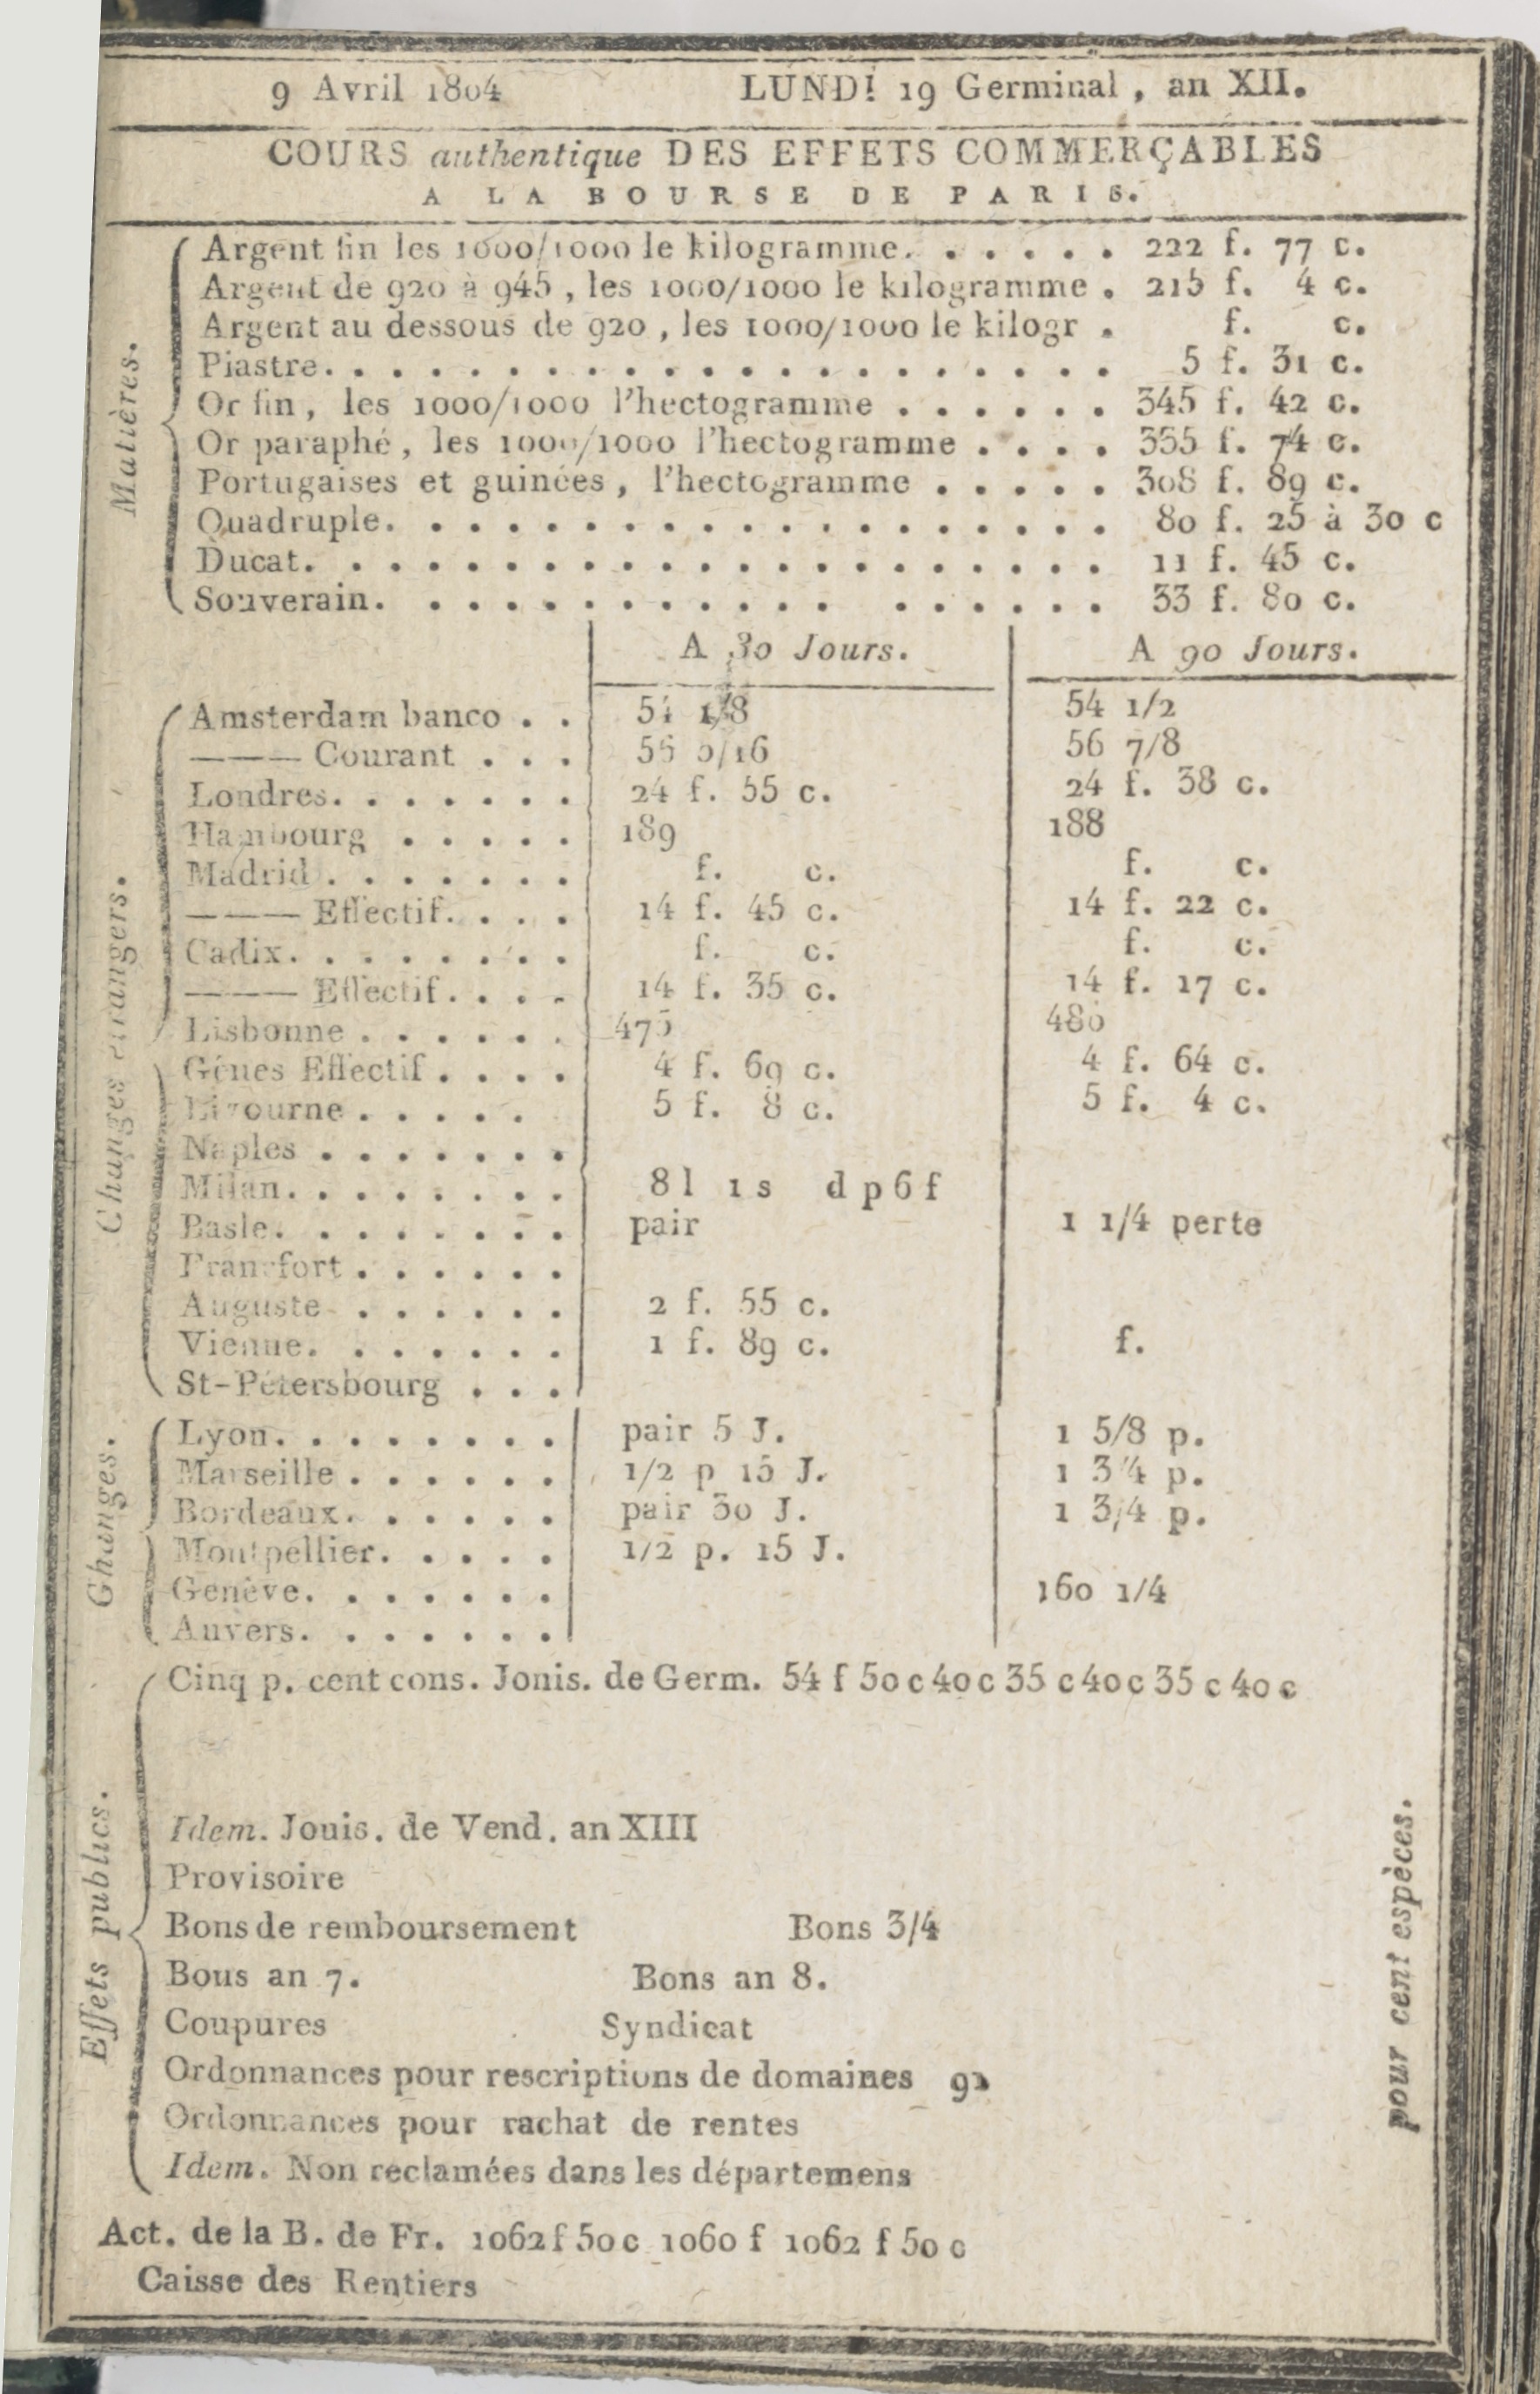 9 Avril 1804 LUNDI 19 Germinal, an XII.
COURS authentique DES EFFETS COMMERÇABLES
A LA BOURSE DE PARIS.
Matières.
Argent fin les 1000/1000 le kilogramme. . . . . . 222 f. 77 c.
Argent de 920 à 945, les 1000/1000 le kilogramme . 215 f. 4 c.
Argent au dessous de 920, les 1000/1000 le kilogr . f. c.
Piastre. . . . . . . . . . . . . . . . . . . . . 5 f. 31 c.
Or fin, les 1000/1000 l'hectogramme . . . . . . 345 f. 42 c.
Or paraphé, les 1000/1000 l'hectogramme . . . . 335 f. 74 c.
Portugaises et guinées, l'hectogramme . . . . . 308 f. 89 c.
Quadruple. . . . . . . . . . . . . . . . . . . . 80 f. 25 à 30 c
Ducat. . . . . . . . . . . . . . . . . . . . . . 11 f. 45 c.
Souverain. . . . . . . . . . . . . . . . . . 33 f. 80 c.
A 30 Jours. A 90 Jours.
Changes étrangers.
Amsterdam banco . . 54 1/8 54 1/2
——— Courant . . . 56 /16 56 7/8
Londres. . . . . . . 24 f. 55 c. 24 f. 38 c.
Hambourg . . . . . 189 188
Madrid . . . . . . . f. c. f. c.
——— Effectif. . . . 14 f. 45 c. 14 f. 22 c.
Cadix. . . . . . . . f. c. f. c.
——— Effectif. . . . 14 f. 35 c. 14 f. 17 c.
Lisbonne . . . . . . 475 480
Génes Effectif . . . . 4 f. 69 c. 4 f. 64 c.
Livourne . . . . . 5 f. 8 c. 5 f. 4 c.
Naples . . . . . . .
Milan. . . . . . . . 8 l 1 s d p 6 f
Basle. . . . . . . . pair 1 1/4 perte
Francfort . . . . . .
Auguste . . . . . . 2 f. 55 c.
Vienne. . . . . . . 1 f. 89 c. f.
St-Pétersbourg . . .
Changes.
Lyon. . . . . . . . pair 5 J. 1 5/8 p.
Marseille . . . . . . 1/2 p 15 J. 1 3/4 p.
Bordeaux. . . . . . pair 30 J. 1 3/4 p.
Montpellier. . . . . 1/2 p. 15 J.
Genève. . . . . . . 160 1/4
Anvers. . . . . . .
Effets publics.
Cinq p. cent cons. Jouis. de Germ. 54 f 50 c 40 c 35 c 40 c 35 c 40 c
Idem. Jouis. de Vend. an XIII
Provisoire
Bons de remboursement Bons 3/4
Bous an 7. Bons an 8.
Coupures Syndicat
Ordonnances pour rescriptions de domaines
Ordonnances pour rachat de rentes
Idem. Non reclamées dans les départemens
pour cent espèces.
Act. de la B. de Fr. 1062 f 50 c 1060 f 1062 f 50 c
Caisse des Rentiers